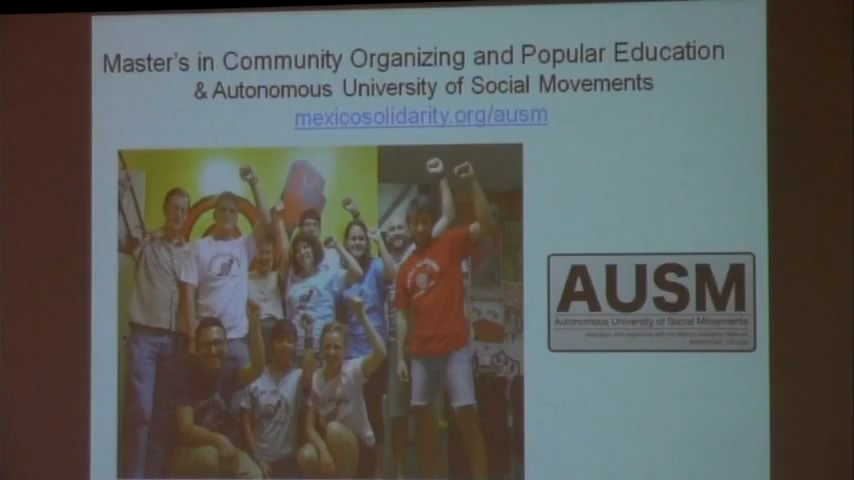 Master's in Community Organizing and Popular Education
& Autonomous University of Social Movements
mexicosolidarity.org/ausm
AUSM
Autonomous University of Social Movements